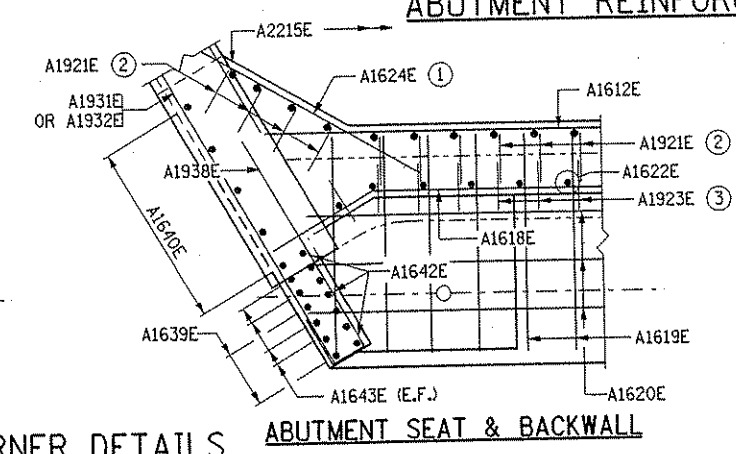 ABUTMENT REINFOR
A2215E
A1921E ②
A1624E ①
A1612E
A1931E
OR A1932E
A1921E ②
A1938E
A1622E
A1923E ③
A1640E
A1618E
A1642E
A1639E
A1619E
A1643E (E.F.)
A1620E
RNER DETAILS
ABUTMENT SEAT & BACKWALL